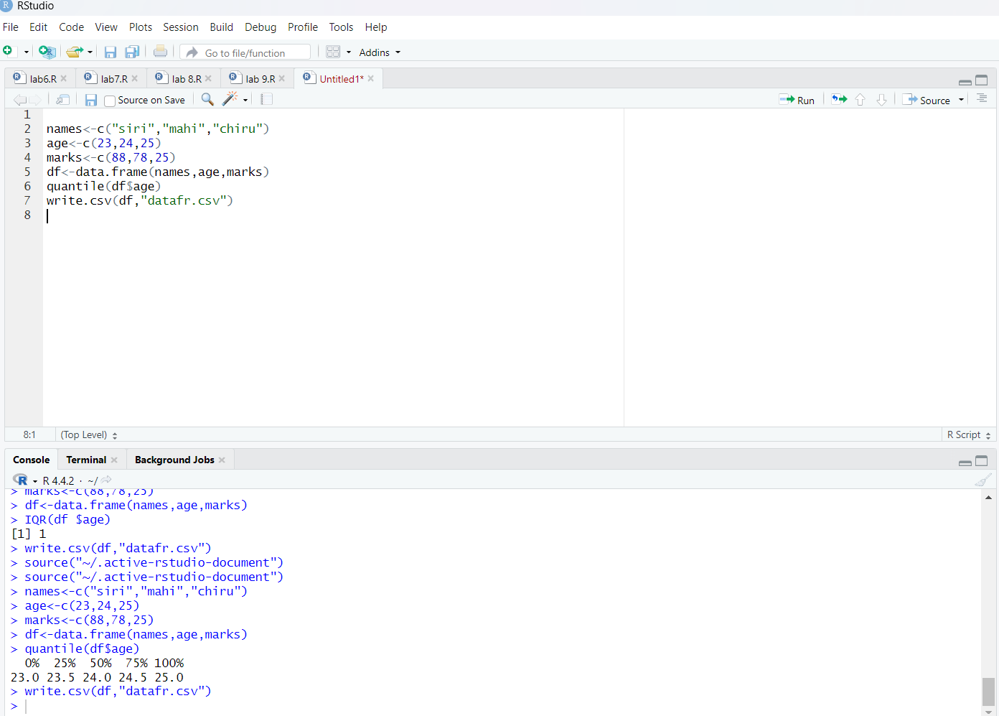 RStudio
File Edit Code View Plots Session Build Debug Profile Tools Help
Go to file/function Addins
lab6.R lab7.R lab 8.R lab 9.R Untitled1*
Source on Save Run Source
1
2 names<-c("siri","mahi","chiru")
3 age<-c(23,24,25)
4 marks<-c(88,78,25)
5 df<-data.frame(names,age,marks)
6 quantile(df$age)
7 write.csv(df,"datafr.csv")
8
8:1 (Top Level) R Script
Console Terminal Background Jobs
R 4.4.2 · ~/
> marks<-c(88,78,25)
> df<-data.frame(names,age,marks)
> IQR(df $age)
[1] 1
> write.csv(df,"datafr.csv")
> source("~/.active-rstudio-document")
> source("~/.active-rstudio-document")
> names<-c("siri","mahi","chiru")
> age<-c(23,24,25)
> marks<-c(88,78,25)
> df<-data.frame(names,age,marks)
> quantile(df$age)
0% 25% 50% 75% 100%
23.0 23.5 24.0 24.5 25.0
> write.csv(df,"datafr.csv")
>